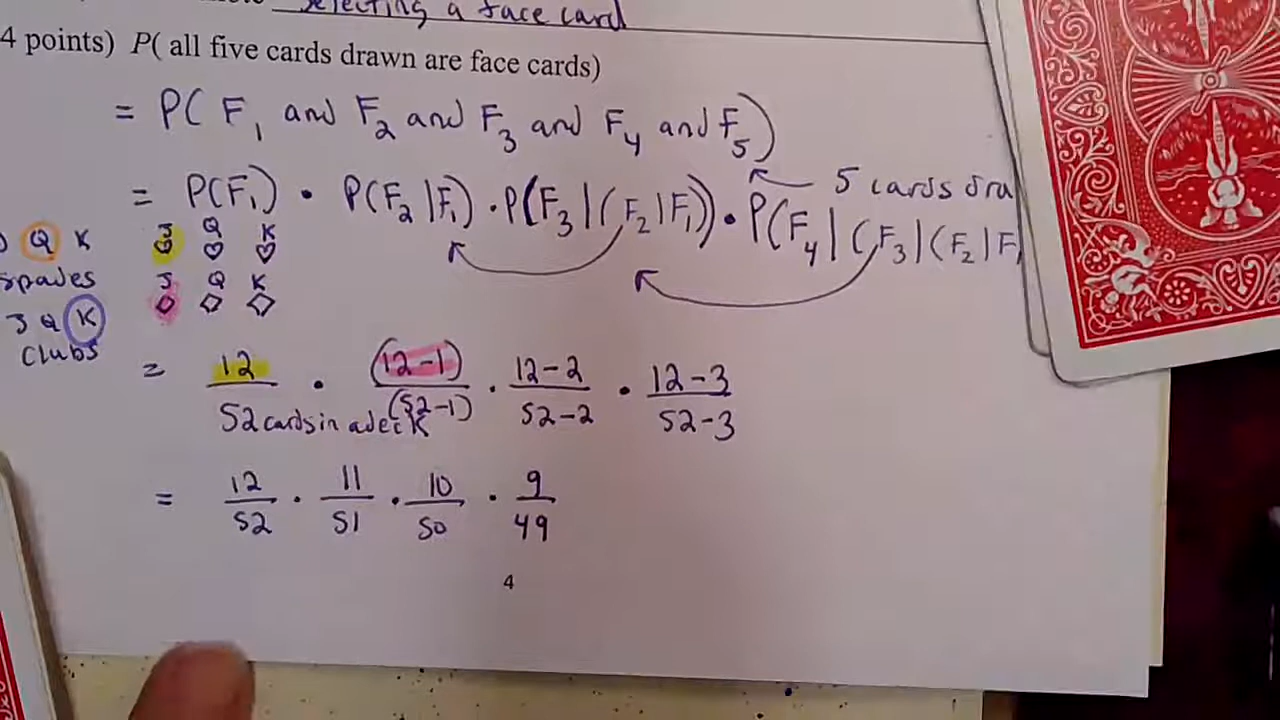 selecting a face card
4 points) P( all five cards drawn are face cards)
= P( F₁ and F₂ and F₃ and F₄ and F₅)
5 cards dra
= P(F₁) · P(F₂|F₁) · P(F₃|(F₂|F₁)) · P(F₄|(F₃|(F₂|F
Q K J Q K
♡ ♡ ♡
spades J Q K
◇ ◇ ◇
J Q K
Clubs
= 12/52 cards in a deck · (12-1)/(52-1) · 12-2/52-2 · 12-3/52-3
= 12/52 · 11/51 · 10/50 · 9/49
4